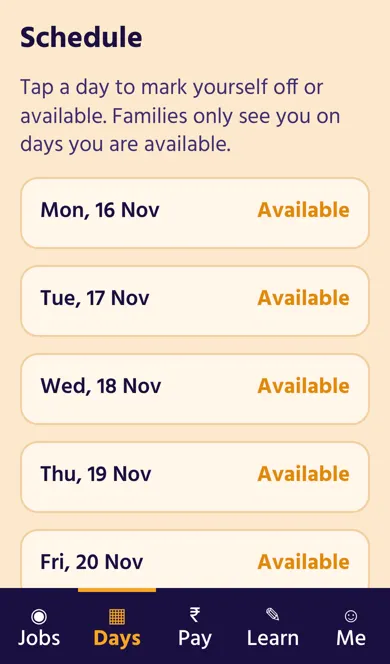 Schedule
Tap a day to mark yourself off or
available. Families only see you on
days you are available.
Mon, 16 Nov Available
Tue, 17 Nov Available
Wed, 18 Nov Available
Thu, 19 Nov Available
Fri, 20 Nov Available
₹
Jobs Days Pay Learn Me